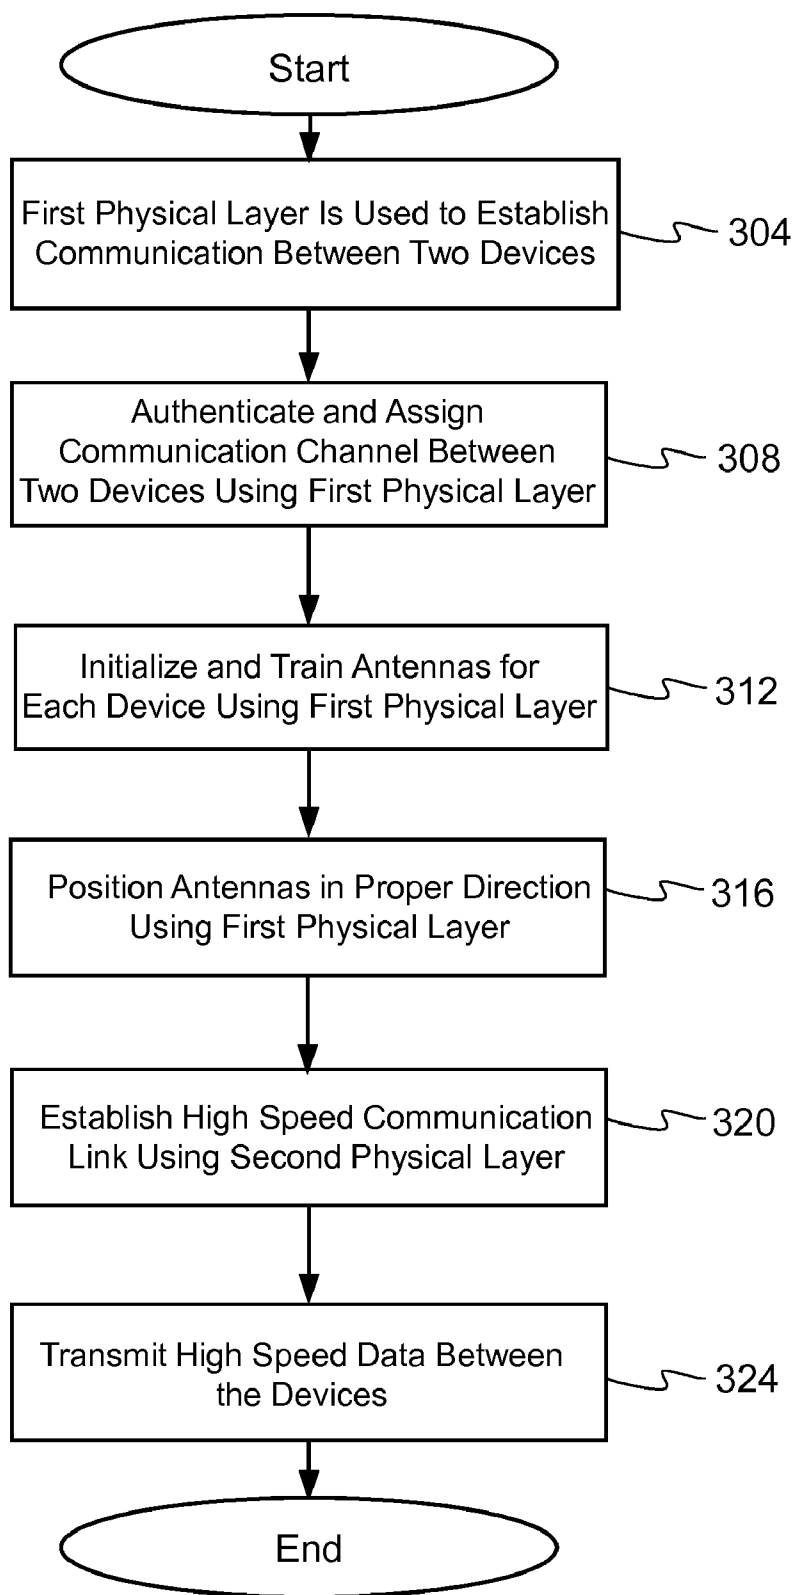 Start
First Physical Layer Is Used to Establish
Communication Between Two Devices
304
Authenticate and Assign
Communication Channel Between
Two Devices Using First Physical Layer
308
Initialize and Train Antennas for
Each Device Using First Physical Layer
312
Position Antennas in Proper Direction
Using First Physical Layer
316
Establish High Speed Communication
Link Using Second Physical Layer
320
Transmit High Speed Data Between
the Devices
324
End